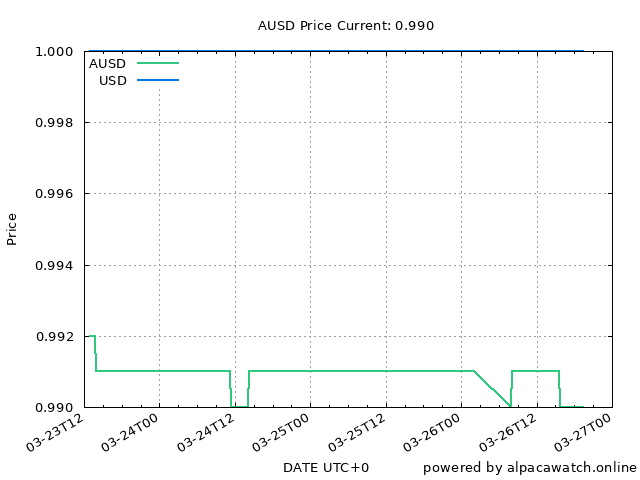 AUSD Price Current: 0.990
1.000
AUSD
USD
0.998
0.996
0.994
0.992
0.990
Price
03-23T12
03-24T00
03-24T12
03-25T00
03-25T12
03-26T00
03-26T12
03-27T00
DATE UTC+0
powered by alpacawatch.online